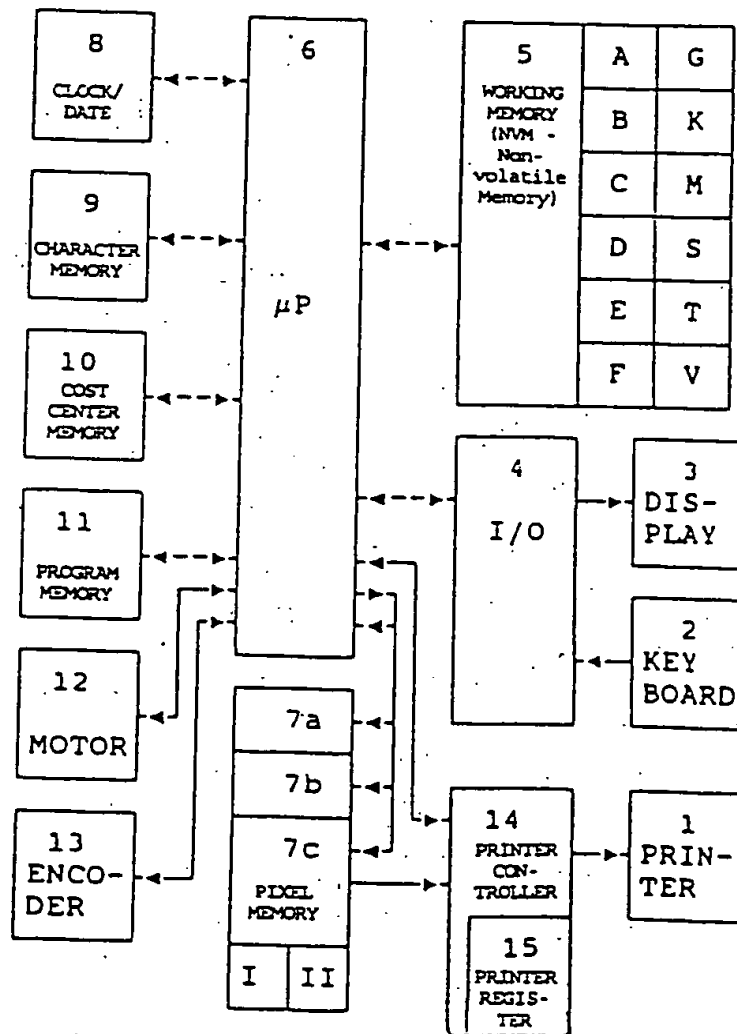 8
CLOCK/
DATE
9
CHARACTER
MEMORY
10
COST
CENTER
MEMORY
11
PROGRAM
MEMORY
12
MOTOR
13
ENCO-
DER
6
μP
7a
7b
7c
PIXEL
MEMORY
I II
5
WORKING
MEMORY
(NVM -
Non-
volatile
Memory)
A G
B K
C M
D S
E T
F V
4
I/O
3
DIS-
PLAY
2
KEY
BOARD
14
PRINTER
CON-
TROLLER
15
PRINTER
REGIS-
TER
1
PRIN-
TER